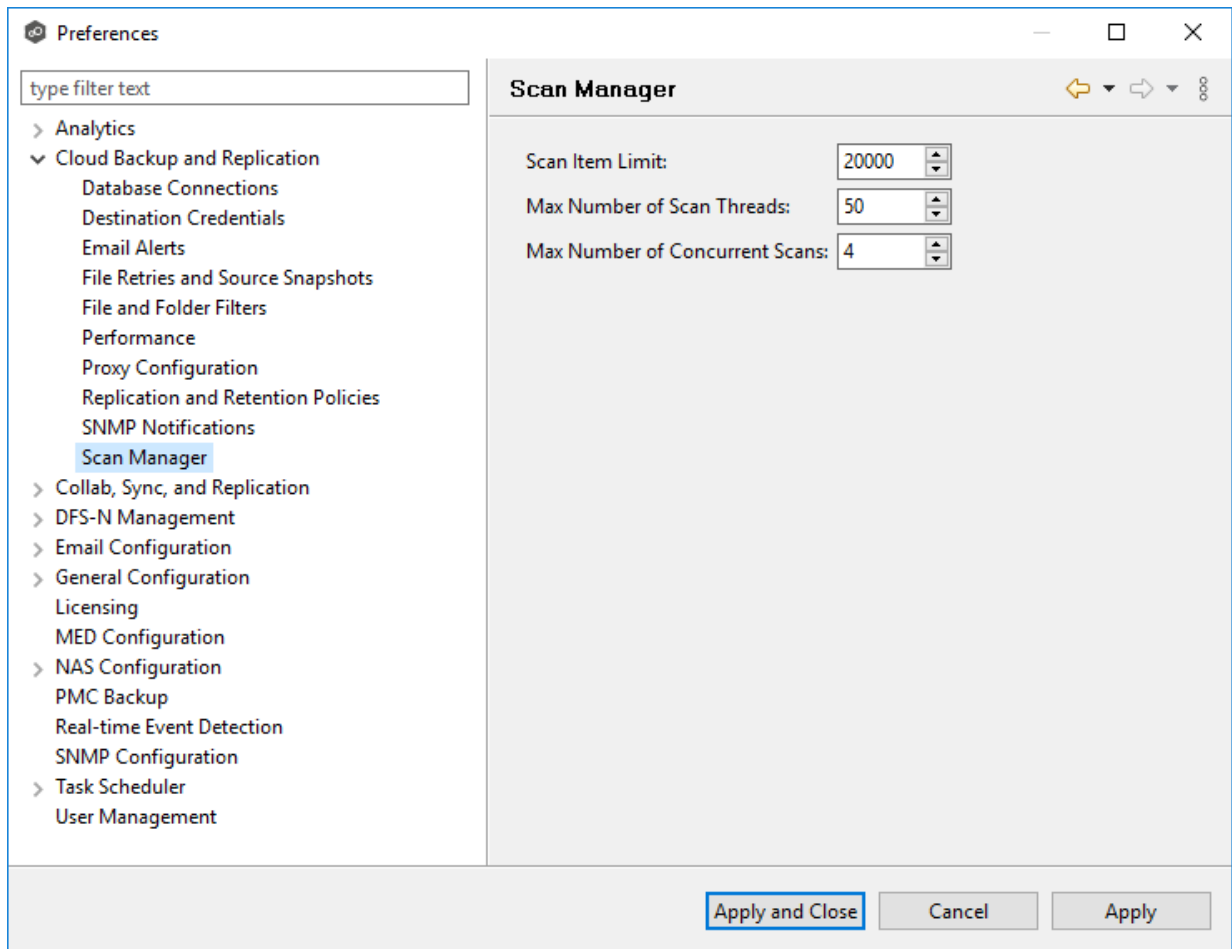 Preferences
type filter text
Analytics
Cloud Backup and Replication
Database Connections
Destination Credentials
Email Alerts
File Retries and Source Snapshots
File and Folder Filters
Performance
Proxy Configuration
Replication and Retention Policies
SNMP Notifications
Scan Manager
Collab, Sync, and Replication
DFS-N Management
Email Configuration
General Configuration
Licensing
MED Configuration
NAS Configuration
PMC Backup
Real-time Event Detection
SNMP Configuration
Task Scheduler
User Management
Scan Manager
Scan Item Limit: 20000
Max Number of Scan Threads: 50
Max Number of Concurrent Scans: 4
Apply and Close Cancel Apply